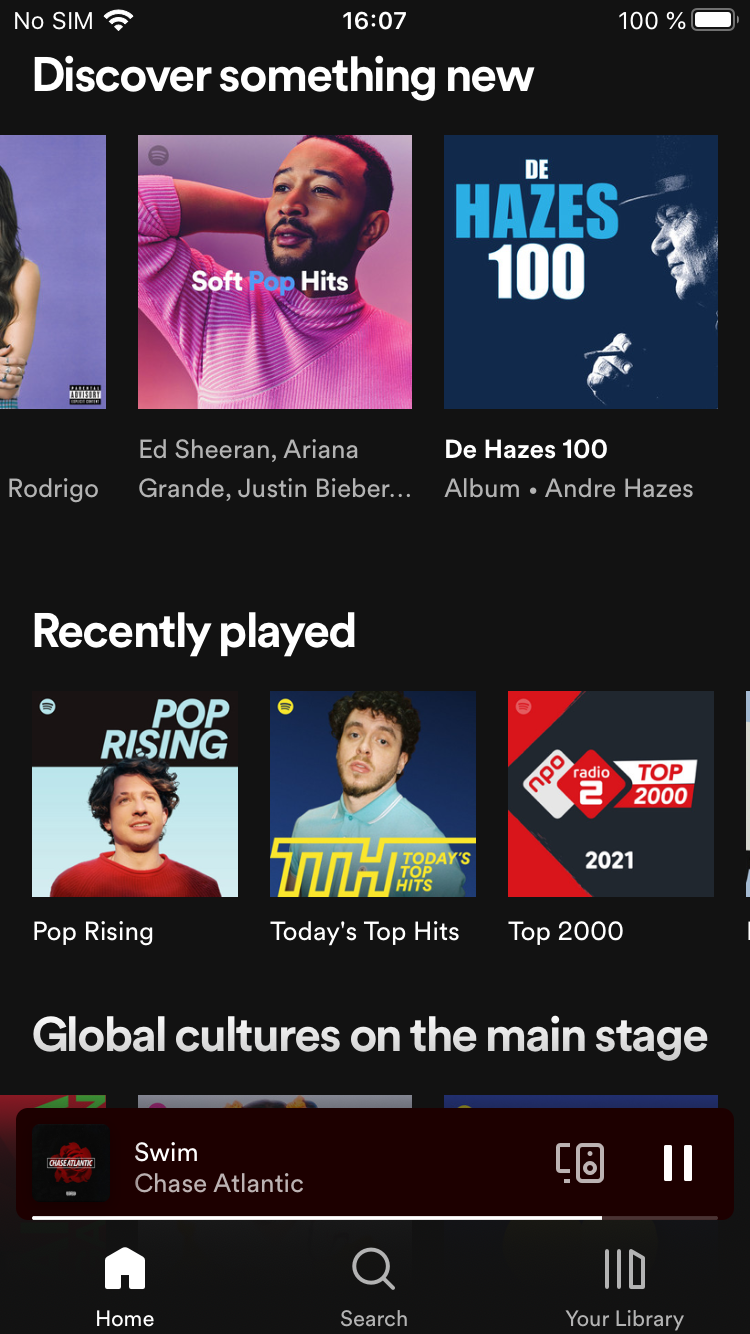 No SIM 16:07 100 %
Discover something new
PARENTAL
ADVISORY
EXPLICIT CONTENT
Soft Pop Hits
DE
HAZES
100
Rodrigo
Ed Sheeran, Ariana
Grande, Justin Bieber...
De Hazes 100
Album • Andre Hazes
Recently played
POP
RISING
TTH TODAY'S
TOP
HITS
npo
radio
2
TOP
2000
2021
Pop Rising
Today's Top Hits
Top 2000
Global cultures on the main stage
CHASE ATLANTIC
Swim
Chase Atlantic
Home
Search
Your Library